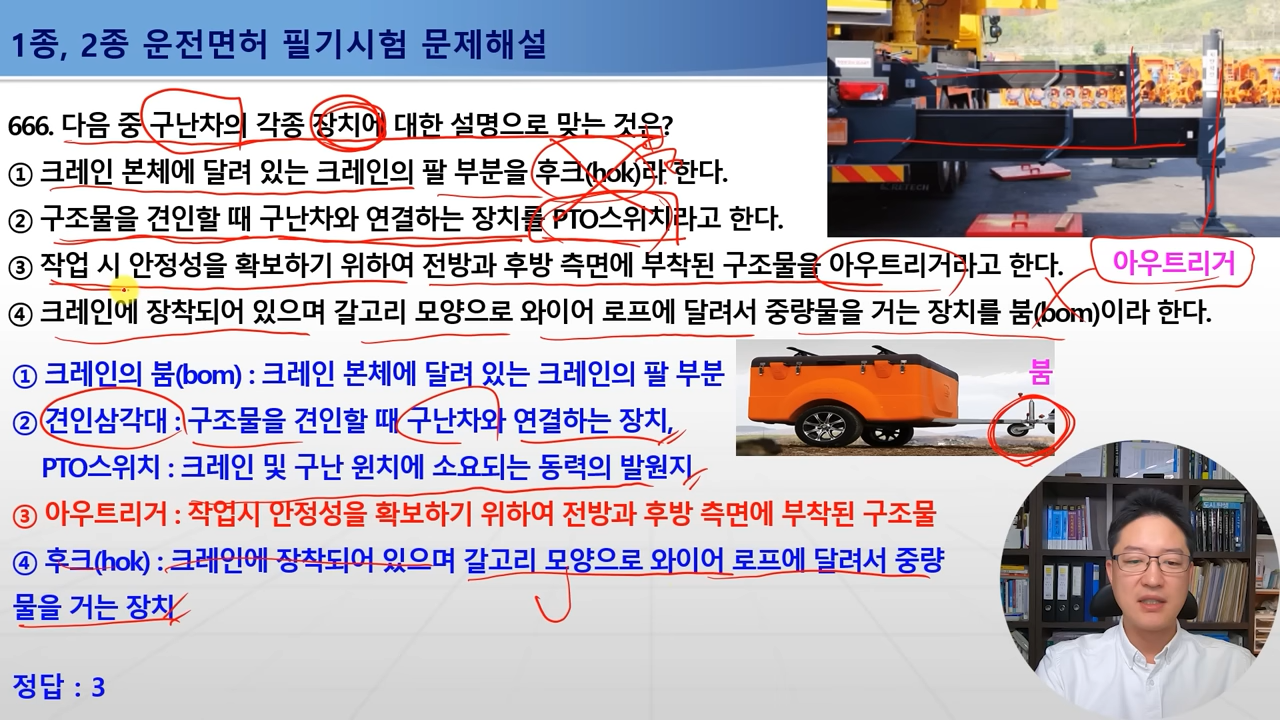 1종, 2종 운전면허 필기시험 문제해설
666. 다음 중 구난차의 각종 장치에 대한 설명으로 맞는 것은?
① 크레인 본체에 달려 있는 크레인의 팔 부분을 후크(hok)라 한다.
② 구조물을 견인할 때 구난차와 연결하는 장치를 PTO스위치라고 한다.
③ 작업 시 안정성을 확보하기 위하여 전방과 후방 측면에 부착된 구조물을 아우트리거라고 한다.
아우트리거
④ 크레인에 장착되어 있으며 갈고리 모양으로 와이어 로프에 달려서 중량물을 거는 장치를 붐(bom)이라 한다.
① 크레인의 붐(bom) : 크레인 본체에 달려 있는 크레인의 팔 부분
붐
② 견인삼각대 : 구조물을 견인할 때 구난차와 연결하는 장치,
PTO스위치 : 크레인 및 구난 윈치에 소요되는 동력의 발원지
③ 아우트리거 : 작업시 안정성을 확보하기 위하여 전방과 후방 측면에 부착된 구조물
④ 후크(hok) : 크레인에 장착되어 있으며 갈고리 모양으로 와이어 로프에 달려서 중량
물을 거는 장치
정답 : 3